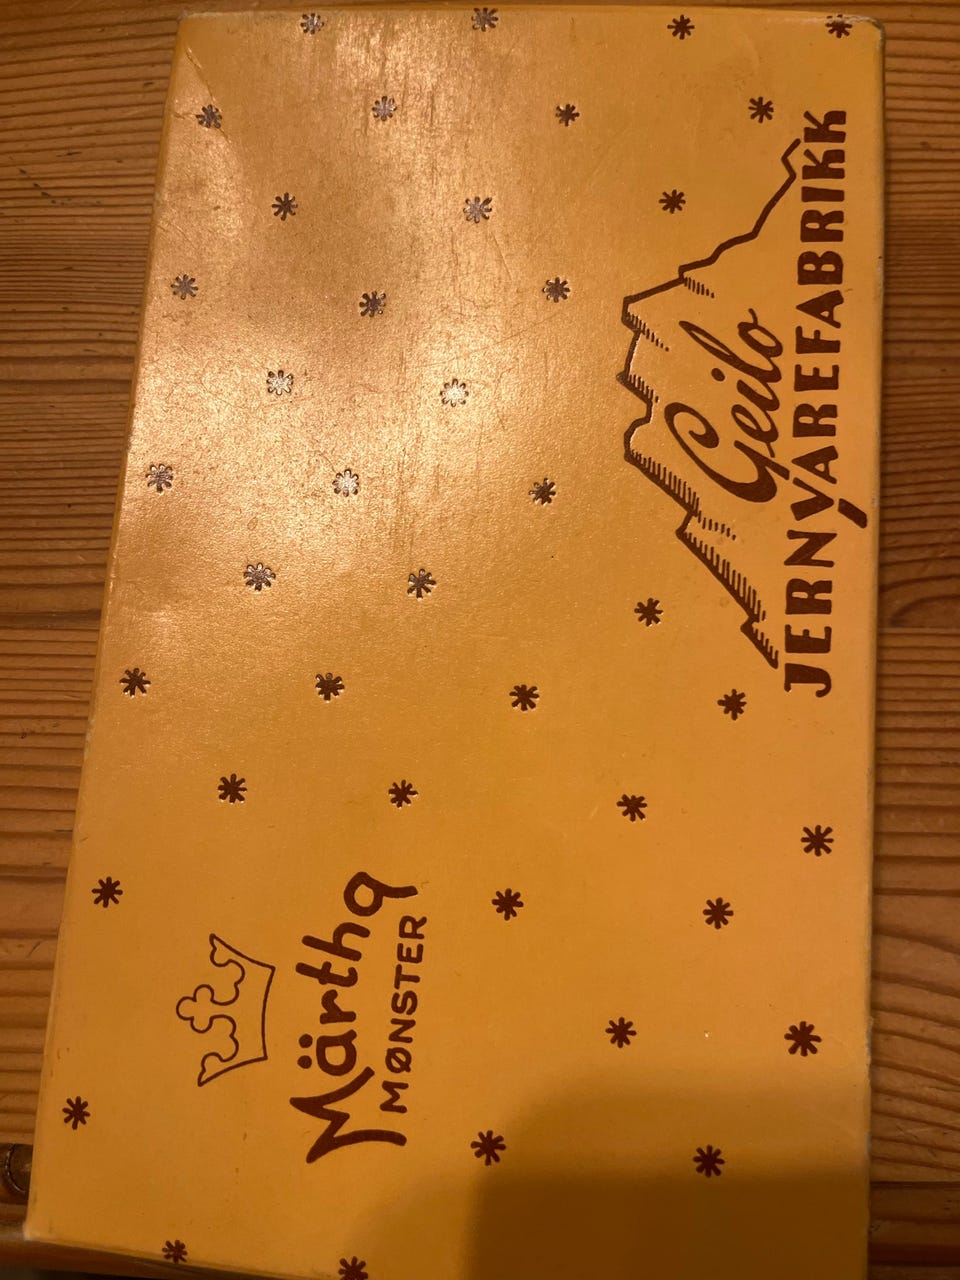 Märtha
MØNSTER
Geilo
JERNVAREFABRIKK